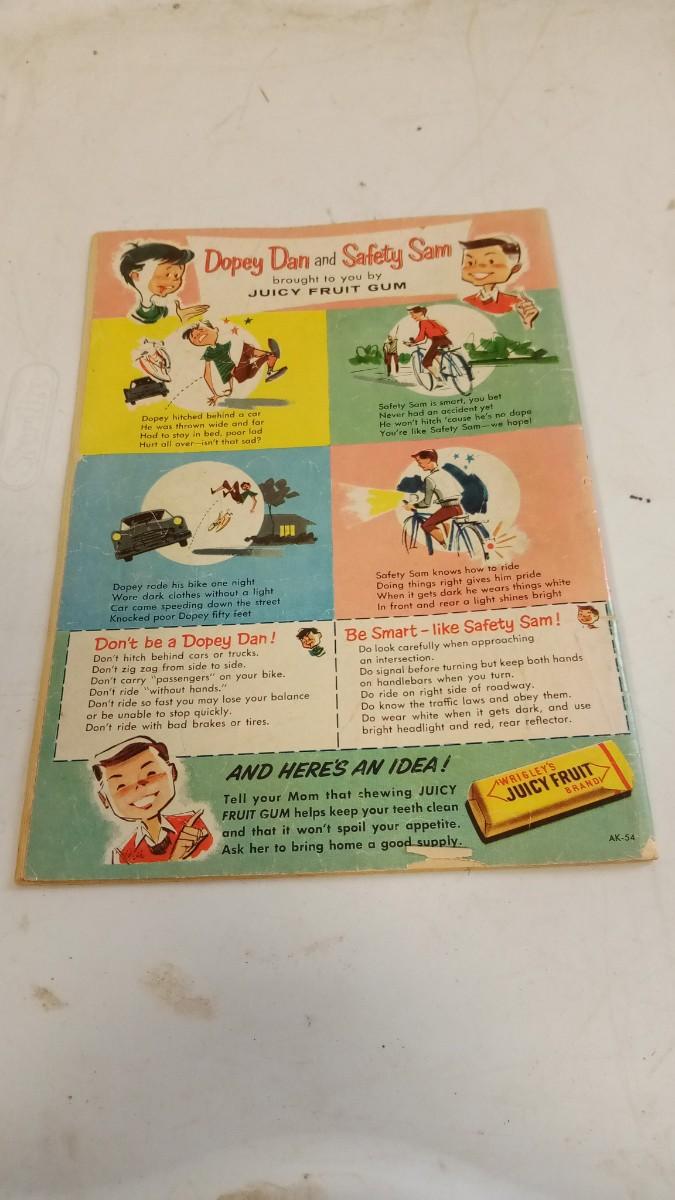 Dopey Dan and Safety Sam
brought to you by
JUICY FRUIT GUM
Dopey hitched behind a car
He was thrown wide and far
Had to stay in bed, poor lad
Hurt all over—isn't that sad?
Safety Sam is smart, you bet
Never had an accident yet
He won't hitch 'cause he's no dope
You're like Safety Sam—we hope!
Dopey rode his bike one night
Wore dark clothes without a light
Car came speeding down the street
Knocked poor Dopey fifty feet
Safety Sam knows how to ride
Doing things right gives him pride
When it gets dark he wears things white
In front and rear a light shines bright
Don't be a Dopey Dan!
Don't hitch behind cars or trucks.
Don't zig zag from side to side.
Don't carry "passengers" on your bike.
Don't ride "without hands."
Don't ride so fast you may lose your balance
or be unable to stop quickly.
Don't ride with bad brakes or tires.
Be Smart—like Safety Sam!
Do look carefully when approaching
an intersection.
Do signal before turning but keep both hands
on handlebars when you turn.
Do ride on right side of roadway.
Do know the traffic laws and obey them.
Do wear white when it gets dark, and use
bright headlight and red, rear reflector.
AND HERE'S AN IDEA!
Tell your Mom that chewing JUICY
FRUIT GUM helps keep your teeth clean
and that it won't spoil your appetite.
Ask her to bring home a good supply.
WRIGLEY'S
JUICY FRUIT
BRAND
AK-54